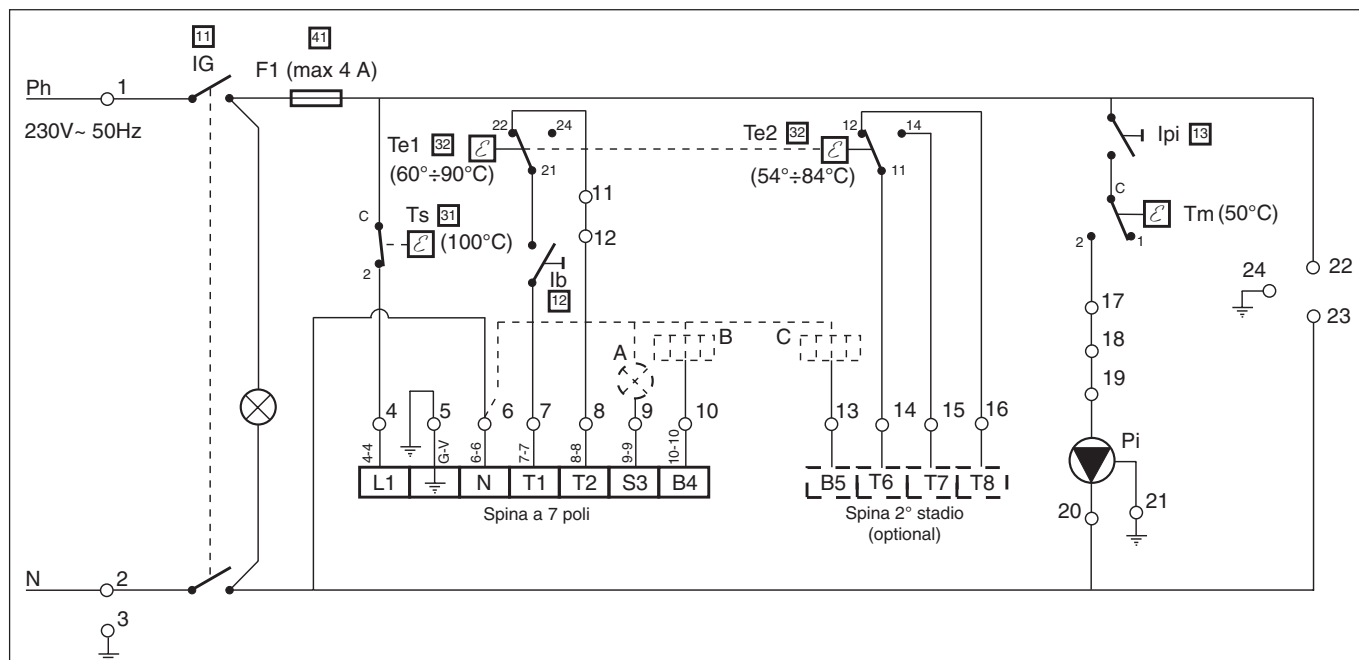 11
IG
41
F1 (max 4 A)
Ph
1
230V~ 50Hz
22
24
21
Te1 32 ℰ
(60°÷90°C)
11
12
Te2 32 ℰ
(54°÷84°C)
12
14
11
Ipi 13
C
ℰ Tm (50°C)
2
1
C
Ts 31
ℰ (100°C)
2
Ib
12
22
24
23
17
18
19
A
B
C
4
5
6
7
8
9
10
13
14
15
16
4-4
G-V
6-6
7-7
8-8
9-9
10-10
L1
N
T1
T2
S3
B4
Spina a 7 poli
B5
T6
T7
T8
Spina 2° stadio
(optional)
Pi
20
21
N
2
3